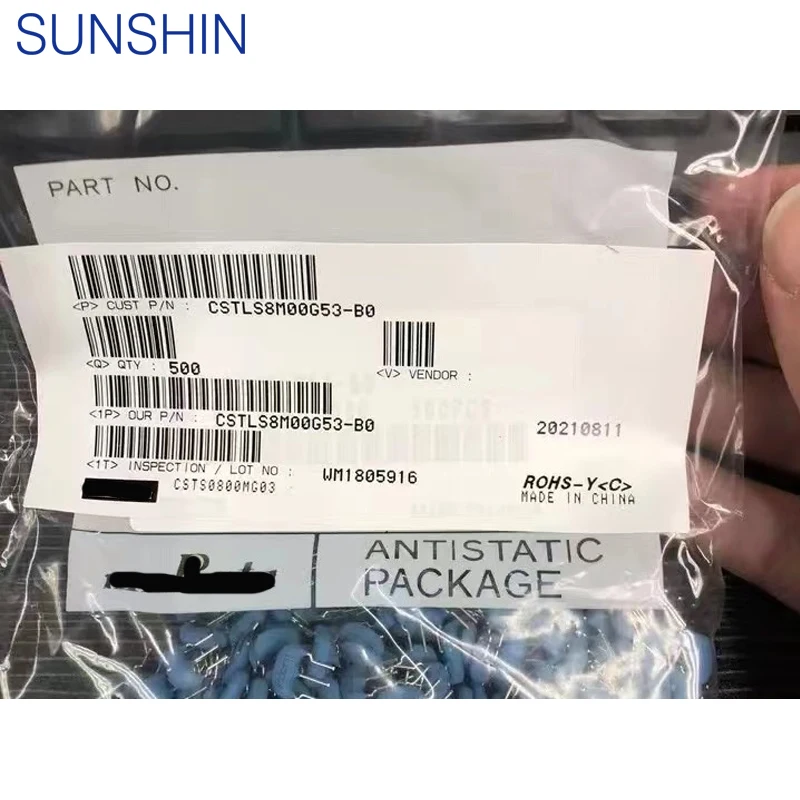 SUNSHIN
PART NO.
<P> CUST P/N : CSTLS8M00G53-B0
<Q> QTY : 500
<V> VENDOR :
<1P> OUR P/N : CSTLS8M00G53-B0
20210811
<1T> INSPECTION / LOT NO : WM1805916
CSTS0800MG03
ROHS-Y<C>
MADE IN CHINA
ANTISTATIC
PACKAGE